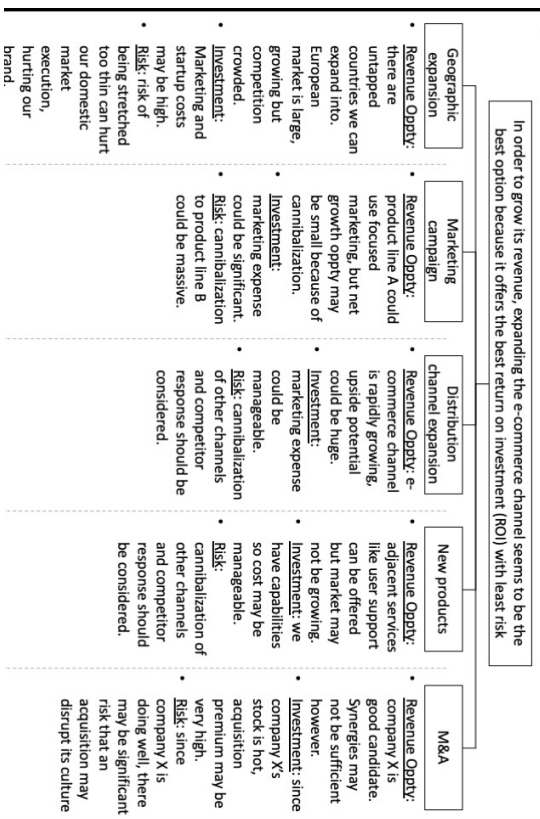 In order to grow its revenue, expanding the e-commerce channel seems to be the
best option because it offers the best return on investment (ROI) with least risk
Geographic
expansion
• Revenue Oppty:
there are
untapped
countries we can
expand into.
European
market is large,
growing but
competition
crowded.
• Investment:
Marketing and
startup costs
may be high.
• Risk: risk of
being stretched
too thin can hurt
our domestic
market
execution,
hurting our
brand.
Marketing
campaign
• Revenue Oppty:
product line A could
use focused
marketing, but net
growth oppty may
be small because of
cannibalization.
• Investment:
marketing expense
could be significant.
• Risk: cannibalization
to product line B
could be massive.
Distribution
channel expansion
• Revenue Oppty: e-
commerce channel
is rapidly growing,
upside potential
could be huge.
• Investment:
marketing expense
could be
manageable.
• Risk: cannibalization
of other channels
and competitor
response should be
considered.
New products
• Revenue Oppty:
adjacent services
like user support
can be offered
but market may
not be growing.
• Investment: we
have capabilities
so cost may be
manageable.
• Risk:
cannibalization of
other channels
and competitor
response should
be considered.
M&A
• Revenue Oppty:
company X is
good candidate.
Synergies may
not be sufficient
however.
• Investment: since
company X's
stock is hot,
acquisition
premium may be
very high.
• Risk: since
company X is
doing well, there
may be significant
risk that an
acquisition may
disrupt its culture